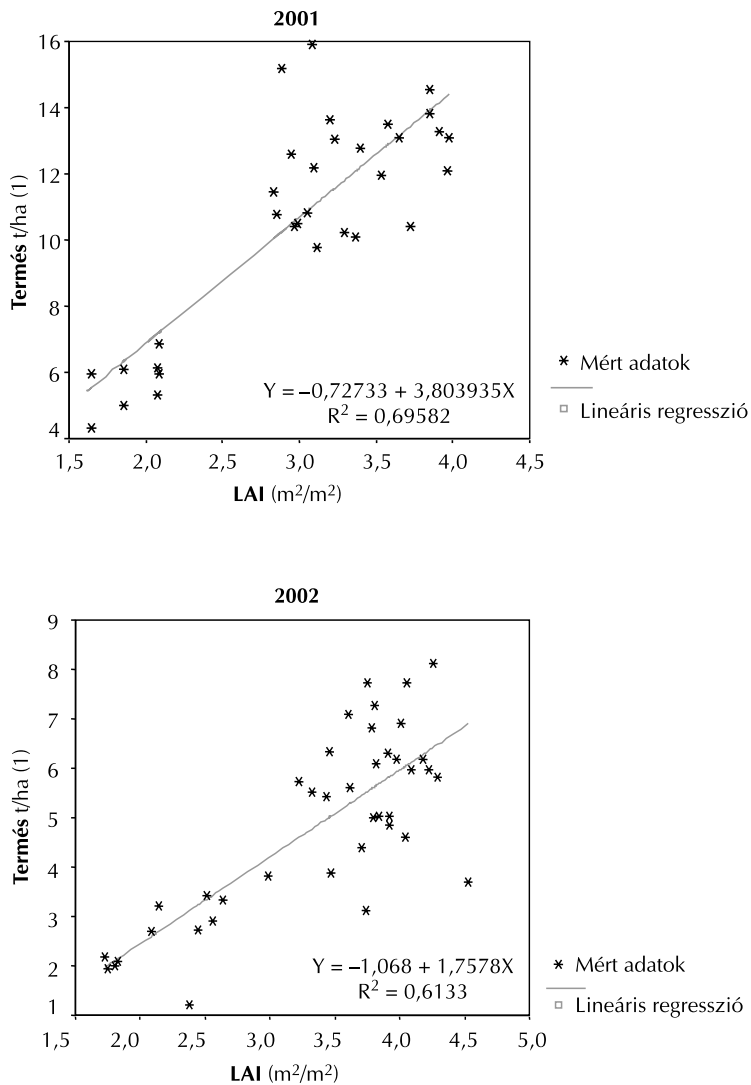 2001
Termés t/ha (1)
16
14
12
10
8
6
4
1,5 2,0 2,5 3,0 3,5 4,0 4,5
LAI (m²/m²)
Y = –0,72733 + 3,803935X
R² = 0,69582
Mért adatok
Lineáris regresszió
2002
Termés t/ha (1)
9
8
7
6
5
4
3
2
1
1,5 2,0 2,5 3,0 3,5 4,0 4,5 5,0
LAI (m²/m²)
Y = –1,068 + 1,7578X
R² = 0,6133
Mért adatok
Lineáris regresszió